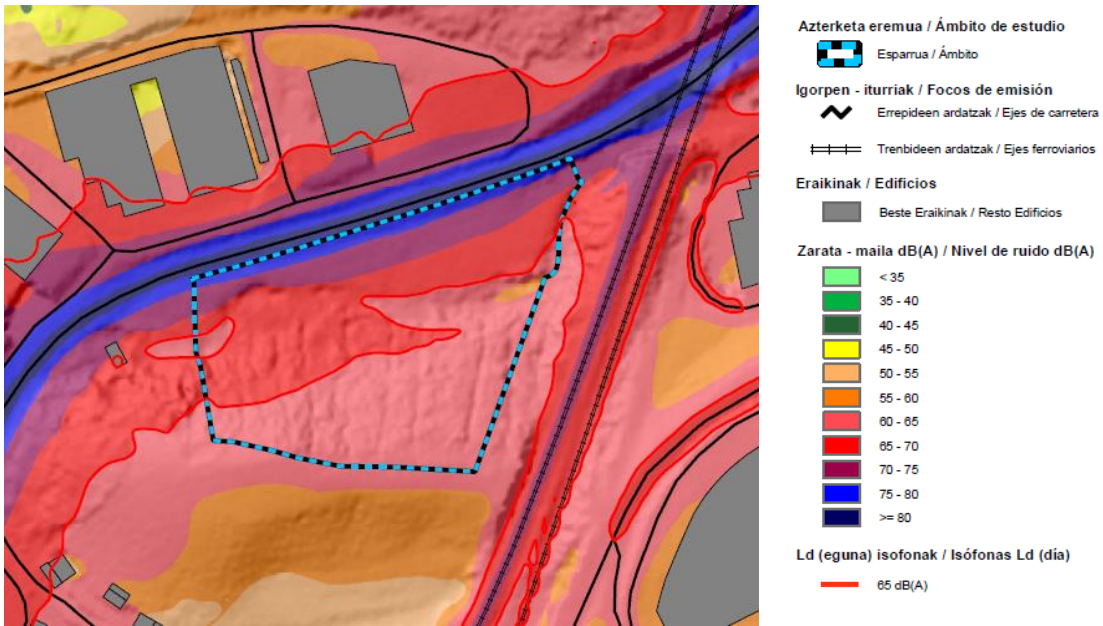 Azterketa eremua / Ámbito de estudio
Esparrua / Ámbito
Igorpen - iturriak / Focos de emisión
Errepideen ardatzak / Ejes de carretera
Trenbideen ardatzak / Ejes ferroviarios
Eraikinak / Edificios
Beste Eraikinak / Resto Edificios
Zarata - maila dB(A) / Nivel de ruido dB(A)
< 35
35 - 40
40 - 45
45 - 50
50 - 55
55 - 60
60 - 65
65 - 70
70 - 75
75 - 80
>= 80
Ld (eguna) isofonak / Isófonas Ld (día)
65 dB(A)